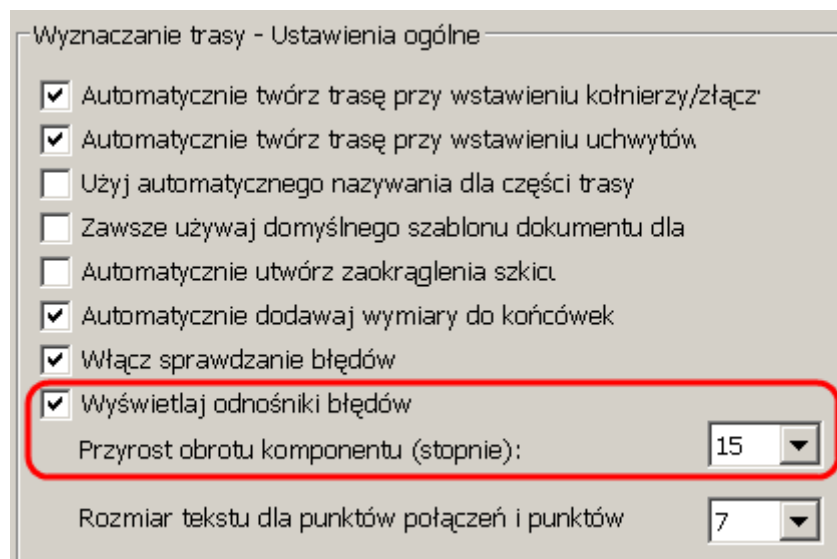 Wyznaczanie trasy - Ustawienia ogólne
Automatycznie twórz trasę przy wstawieniu kołnierzy/złącz
Automatycznie twórz trasę przy wstawieniu uchwytów
Użyj automatycznego nazywania dla części trasy
Zawsze używaj domyślnego szablonu dokumentu dla
Automatycznie utwórz zaokrąglenia szkicu
Automatycznie dodawaj wymiary do końcówek
Włącz sprawdzanie błędów
Wyświetlaj odnośniki błędów
Przyrost obrotu komponentu (stopnie): 15
Rozmiar tekstu dla punktów połączeń i punktów 7